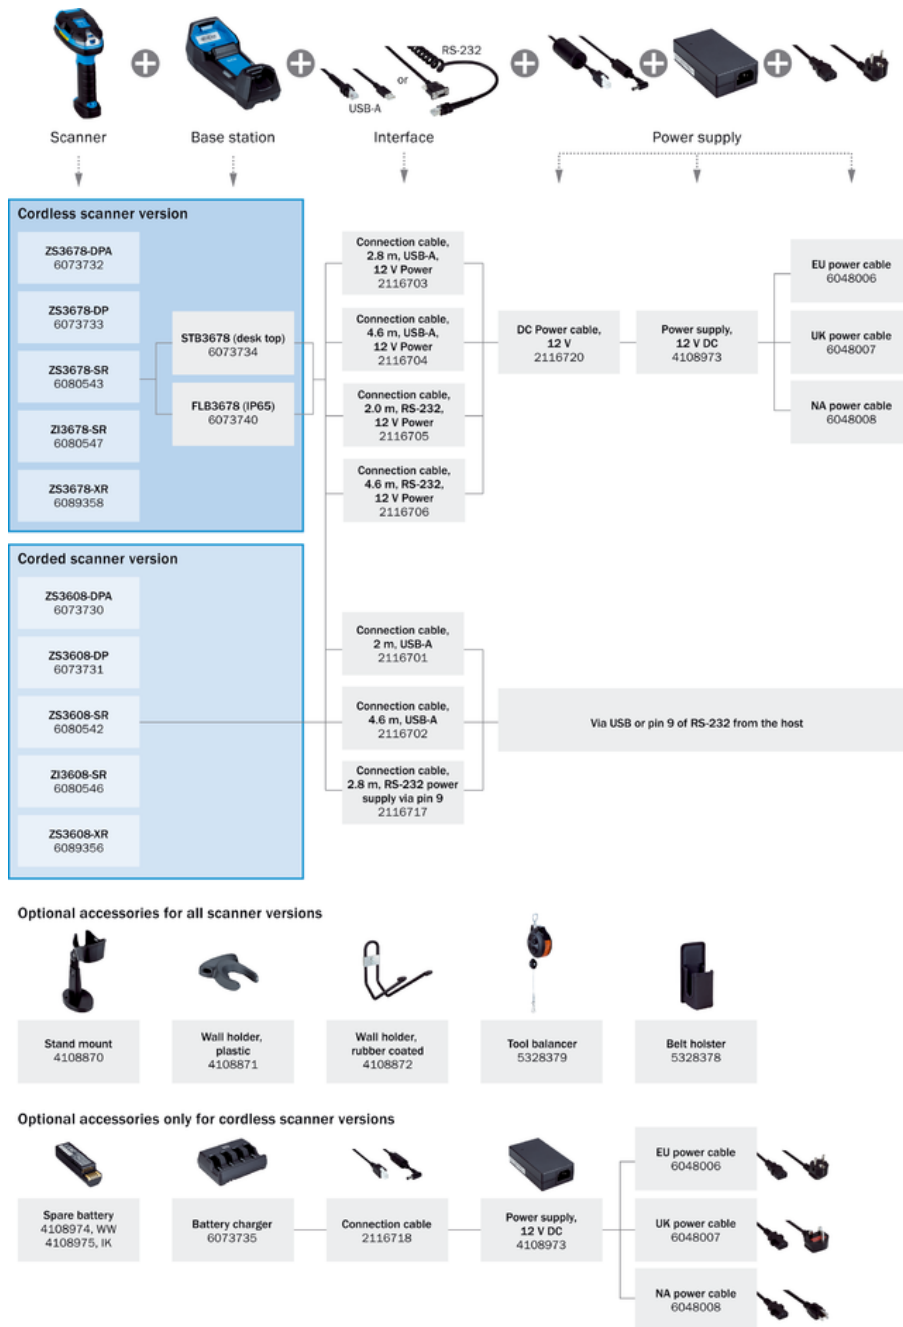 RS-232
or
USB-A
Scanner
Base station
Interface
Power supply
Cordless scanner version
ZS3678-DPA
6073732
ZS3678-DP
6073733
ZS3678-SR
6080543
ZI3678-SR
6080547
ZS3678-XR
6089358
STB3678 (desk top)
6073734
FLB3678 (IP65)
6073740
Connection cable,
2.8 m, USB-A,
12 V Power
2116703
Connection cable,
4.6 m, USB-A,
12 V Power
2116704
Connection cable,
2.0 m, RS-232,
12 V Power
2116705
Connection cable,
4.6 m, RS-232,
12 V Power
2116706
DC Power cable,
12 V
2116720
Power supply,
12 V DC
4108973
EU power cable
6048006
UK power cable
6048007
NA power cable
6048008
Corded scanner version
ZS3608-DPA
6073730
ZS3608-DP
6073731
ZS3608-SR
6080542
ZI3608-SR
6080546
ZS3608-XR
6089356
Connection cable,
2 m, USB-A
2116701
Connection cable,
4.6 m, USB-A
2116702
Connection cable,
2.8 m, RS-232 power
supply via pin 9
2116717
Via USB or pin 9 of RS-232 from the host
Optional accessories for all scanner versions
Stand mount
4108870
Wall holder,
plastic
4108871
Wall holder,
rubber coated
4108872
Tool balancer
5328379
Belt holster
5328378
Optional accessories only for cordless scanner versions
Spare battery
4108974, WW
4108975, IK
Battery charger
6073735
Connection cable
2116718
Power supply,
12 V DC
4108973
EU power cable
6048006
UK power cable
6048007
NA power cable
6048008